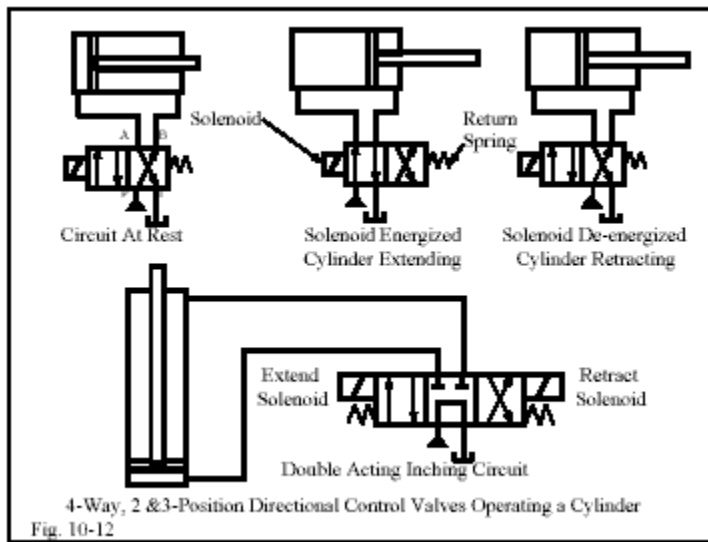 A B
Solenoid
Return
Spring
Circuit At Rest
Solenoid Energized
Cylinder Extending
Solenoid De-energized
Cylinder Retracting
Extend
Solenoid
Retract
Solenoid
Double Acting Inching Circuit
4-Way, 2 &3-Position Directional Control Valves Operating a Cylinder
Fig. 10-12